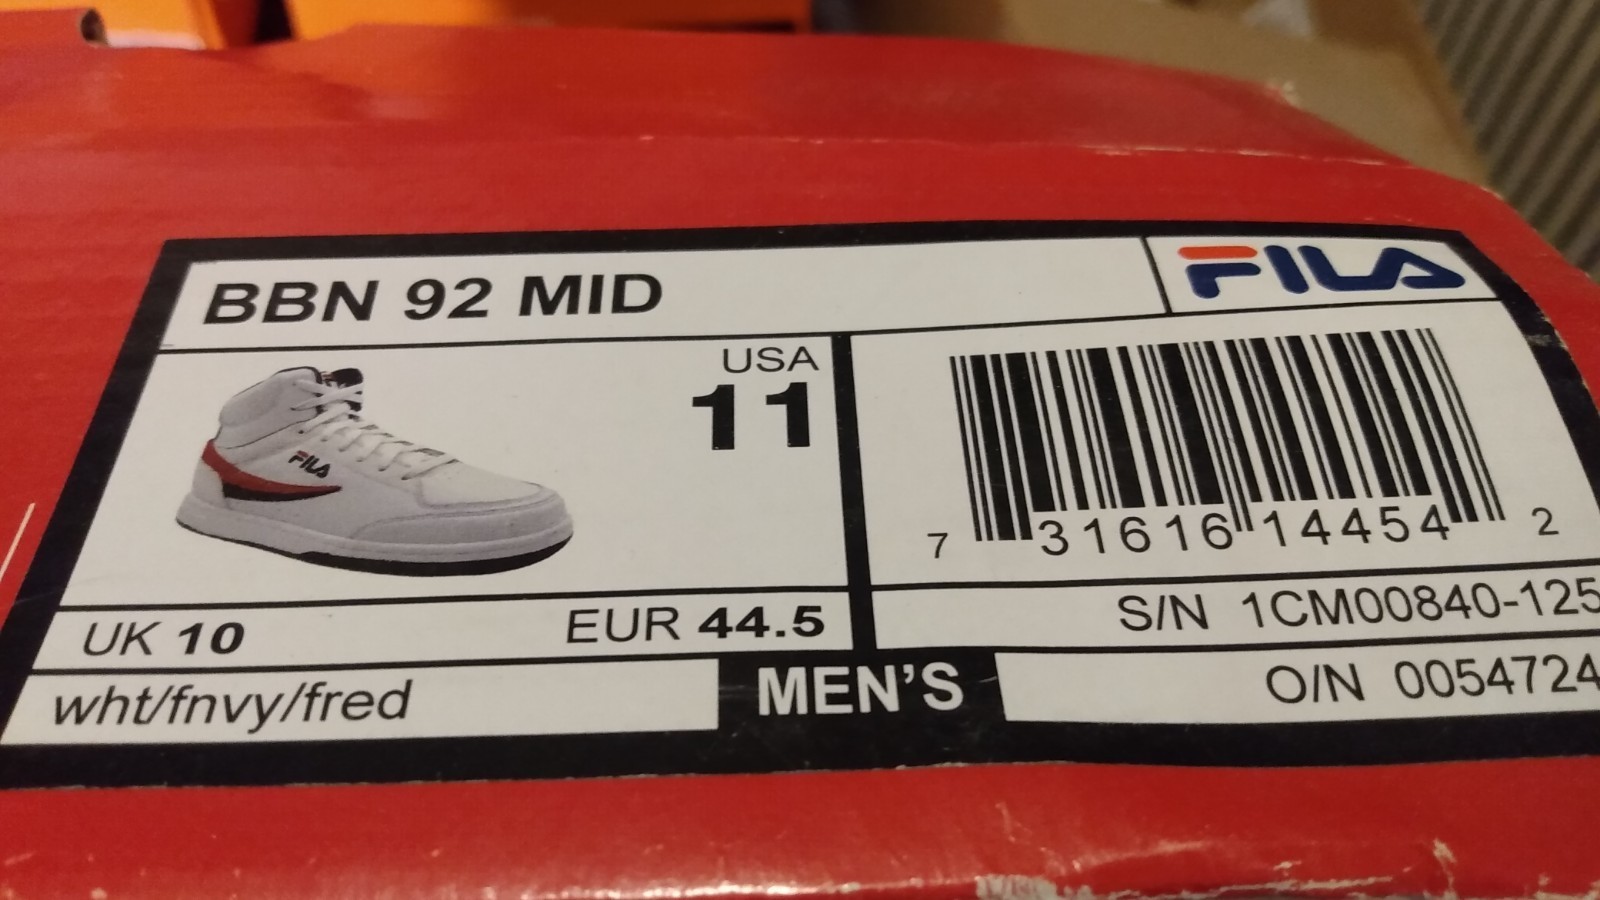 BBN 92 MID
FILA
USA
11
FILA
7 31616 14454 2
UK 10
EUR 44.5
S/N 1CM00840-125
wht/fnvy/fred
MEN'S
O/N 0054724